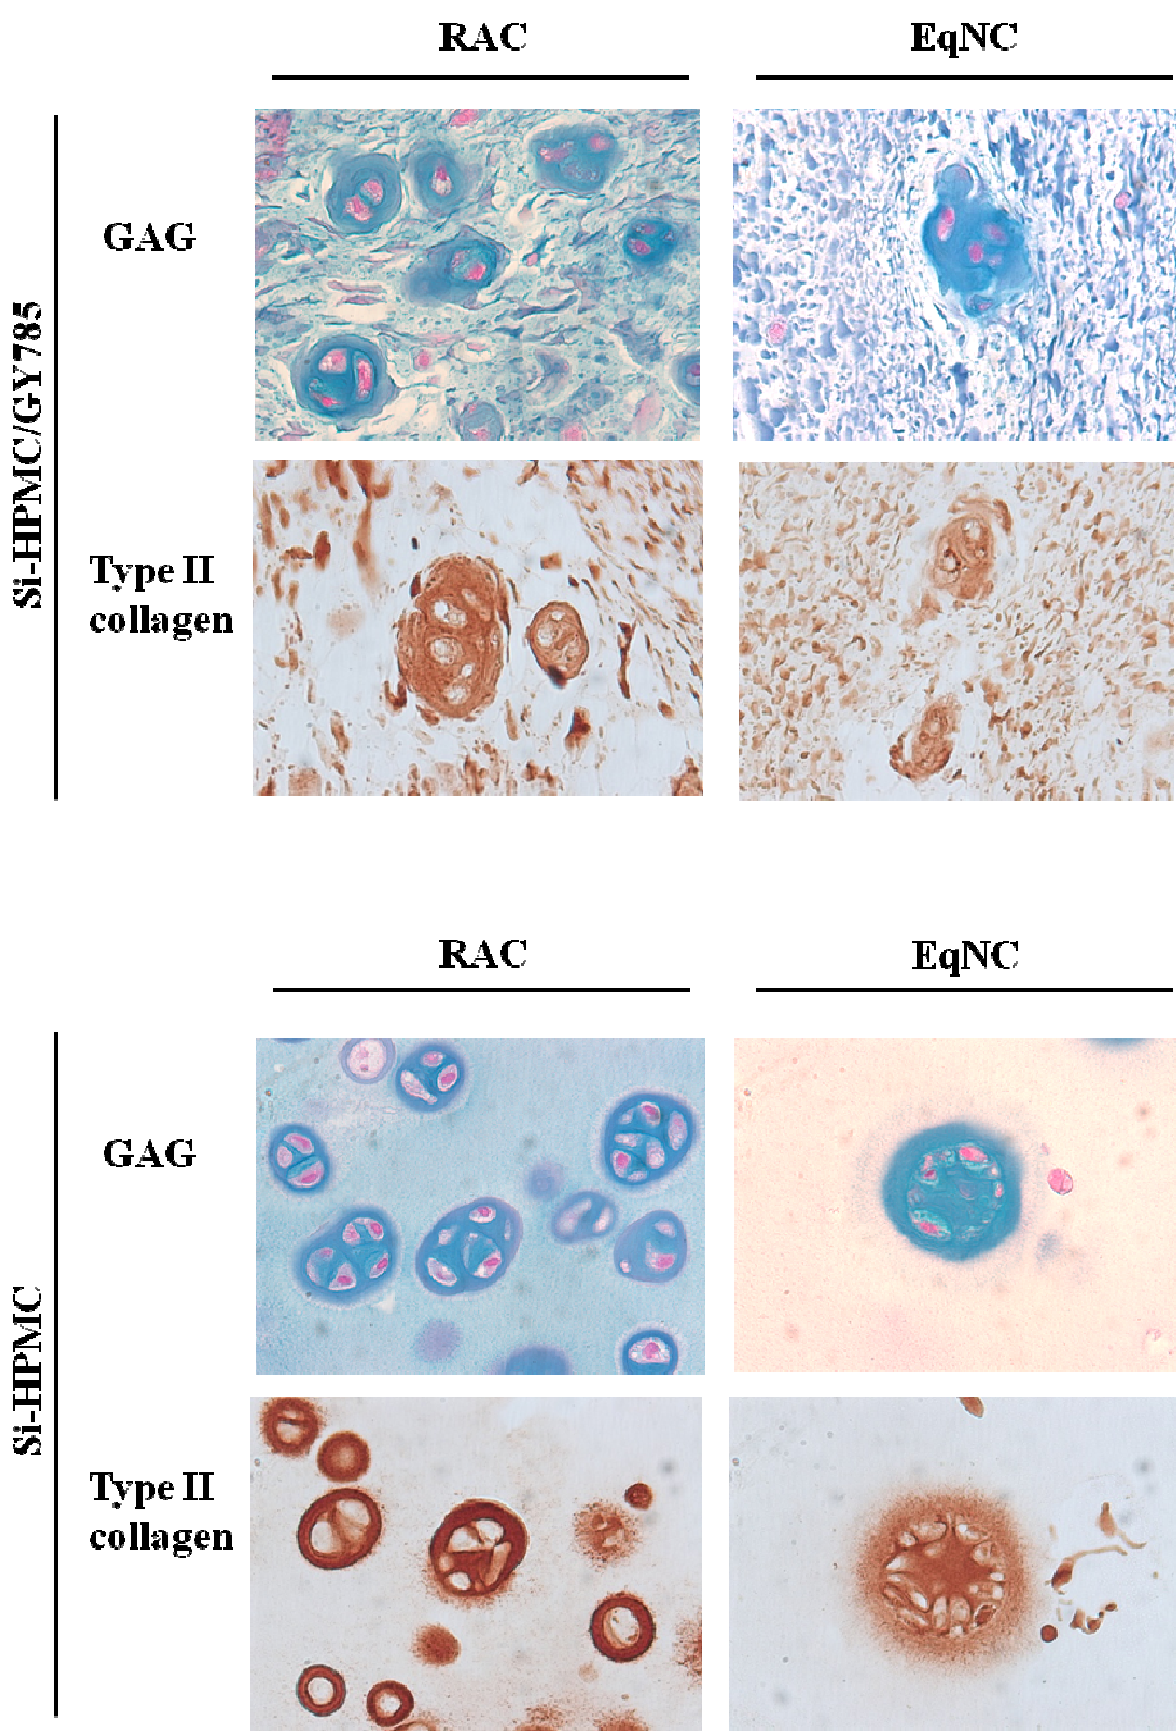 RAC
EqNC
Si-HPMC/GY785
GAG
Type II
collagen
RAC
EqNC
Si-HPMC
GAG
Type II
collagen